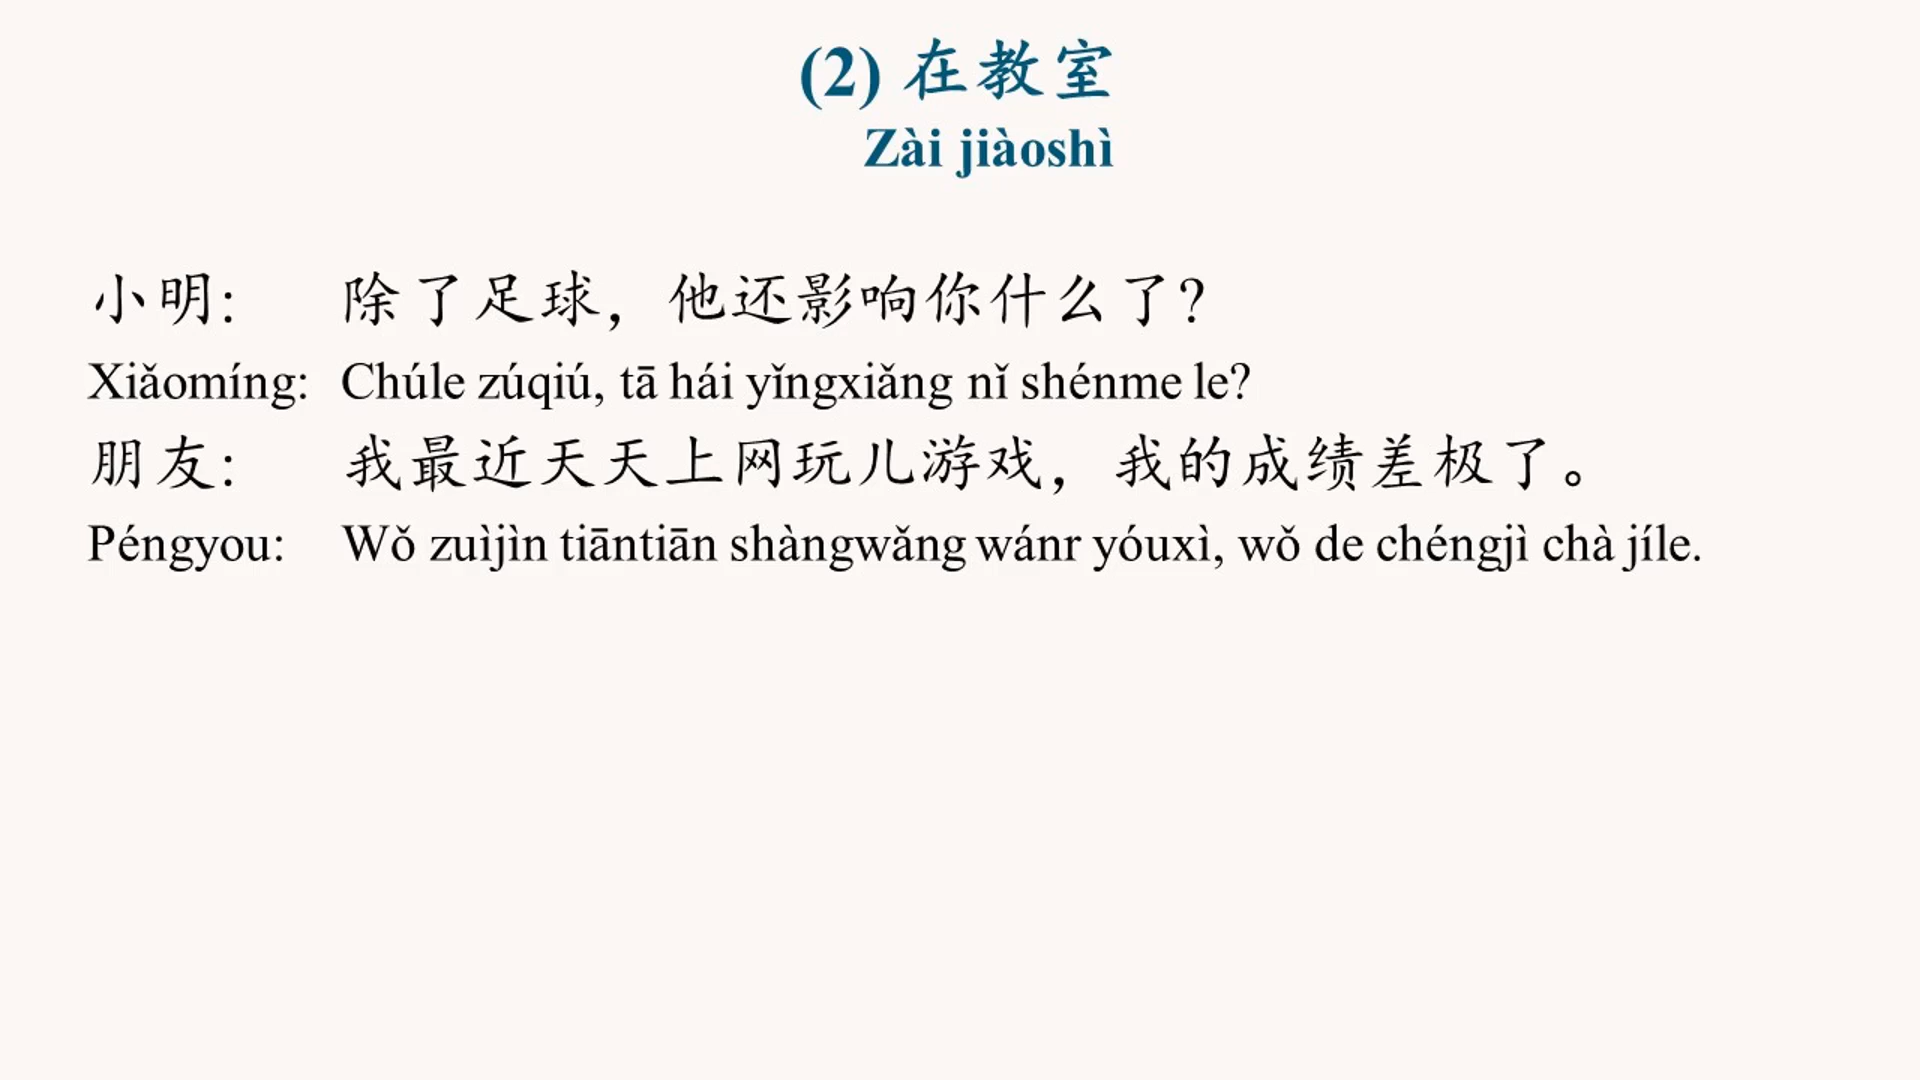 (2) 在教室
Zài jiàoshì
小明: 除了足球，他还影响你什么了?
Xiǎomíng: Chúle zúqiú, tā hái yǐngxiǎng nǐ shénme le?
朋友: 我最近天天上网玩儿游戏，我的成绩差极了。
Péngyou: Wǒ zuìjìn tiāntiān shàngwǎng wánr yóuxì, wǒ de chéngjì chà jíle.